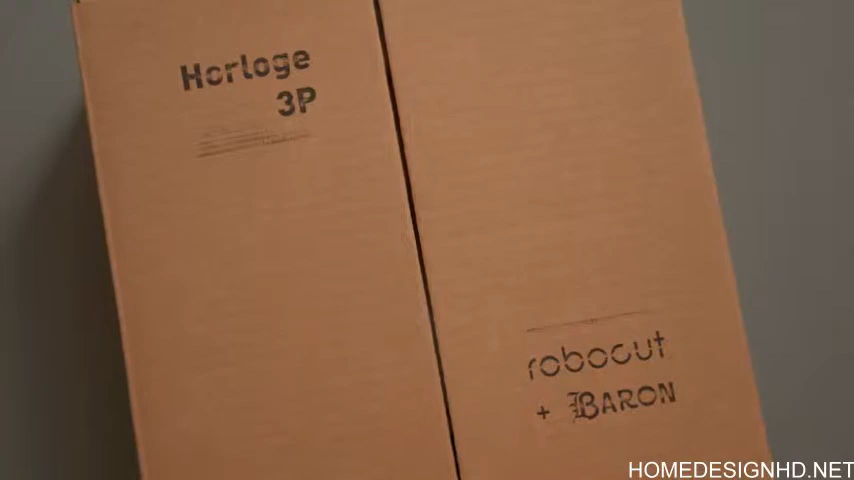 Horloge
3P
robocut
+ BARON
HOMEDESIGNHD.NET